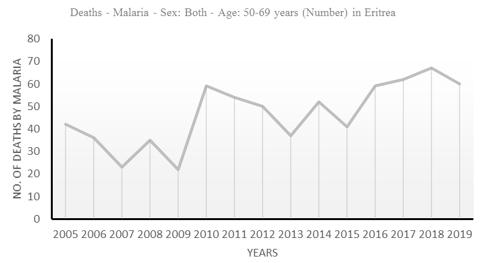 Deaths - Malaria - Sex: Both - Age: 50-69 years (Number) in Eritrea
80
70
60
50
40
30
20
10
0
NO. OF DEATHS BY MALARIA
2005 2006 2007 2008 2009 2010 2011 2012 2013 2014 2015 2016 2017 2018 2019
YEARS